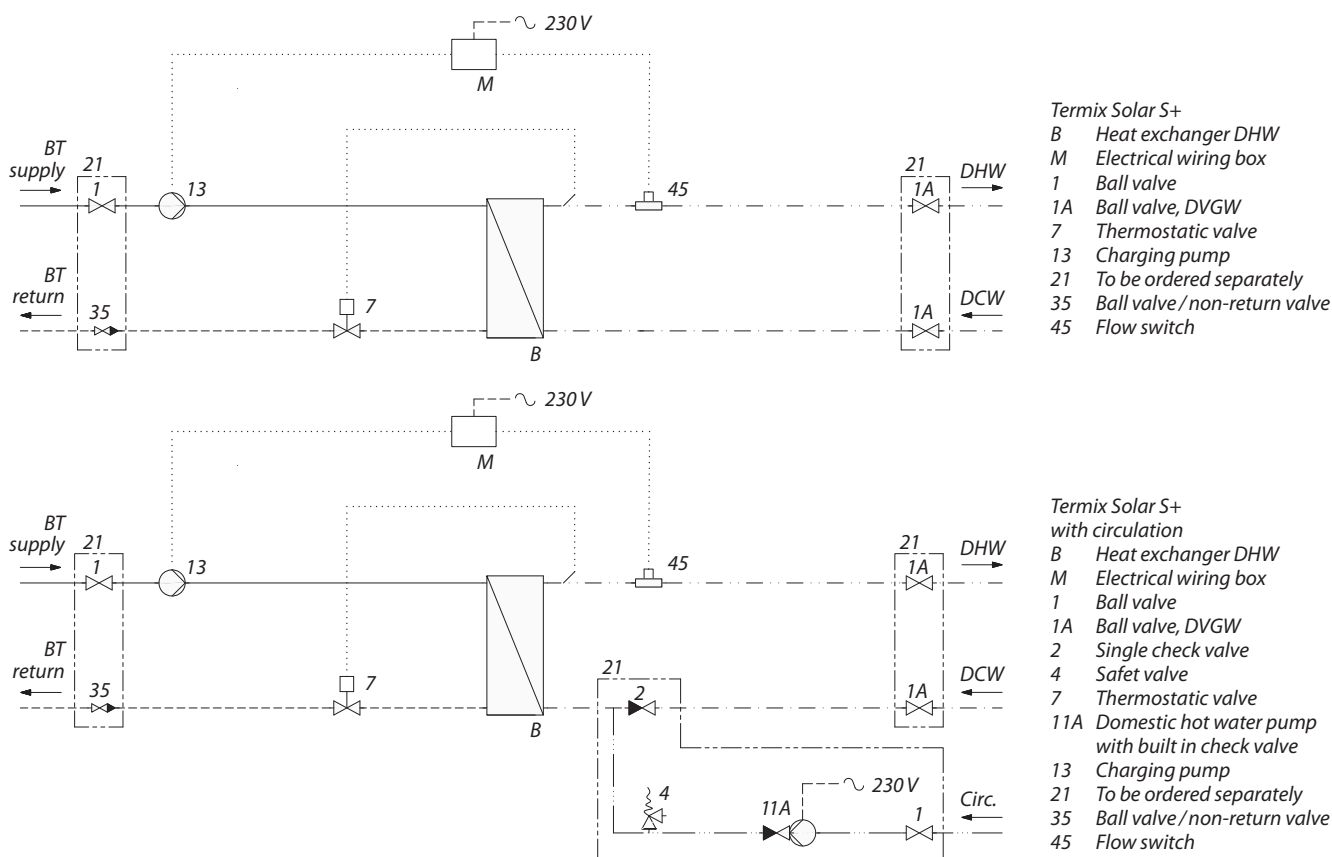 230 V
M
BT
supply
21
1
13
45
21
1A
DHW
BT
return
35
7
B
1A
DCW
Termix Solar S+
B Heat exchanger DHW
M Electrical wiring box
1 Ball valve
1A Ball valve, DVGW
7 Thermostatic valve
13 Charging pump
21 To be ordered separately
35 Ball valve / non-return valve
45 Flow switch
230 V
M
BT
supply
21
1
13
45
21
1A
DHW
BT
return
35
7
B
21
2
1A
DCW
4
11A
230 V
1
Circ.
Termix Solar S+
with circulation
B Heat exchanger DHW
M Electrical wiring box
1 Ball valve
1A Ball valve, DVGW
2 Single check valve
4 Safet valve
7 Thermostatic valve
11A Domestic hot water pump
with built in check valve
13 Charging pump
21 To be ordered separately
35 Ball valve / non-return valve
45 Flow switch